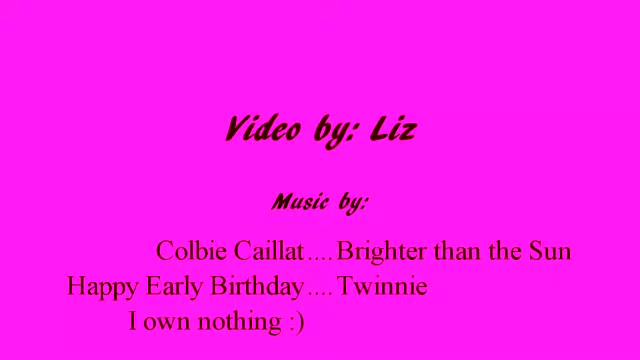 Video by: Liz
Music by:
Colbie Caillat....Brighter than the Sun
Happy Early Birthday....Twinnie
I own nothing :)